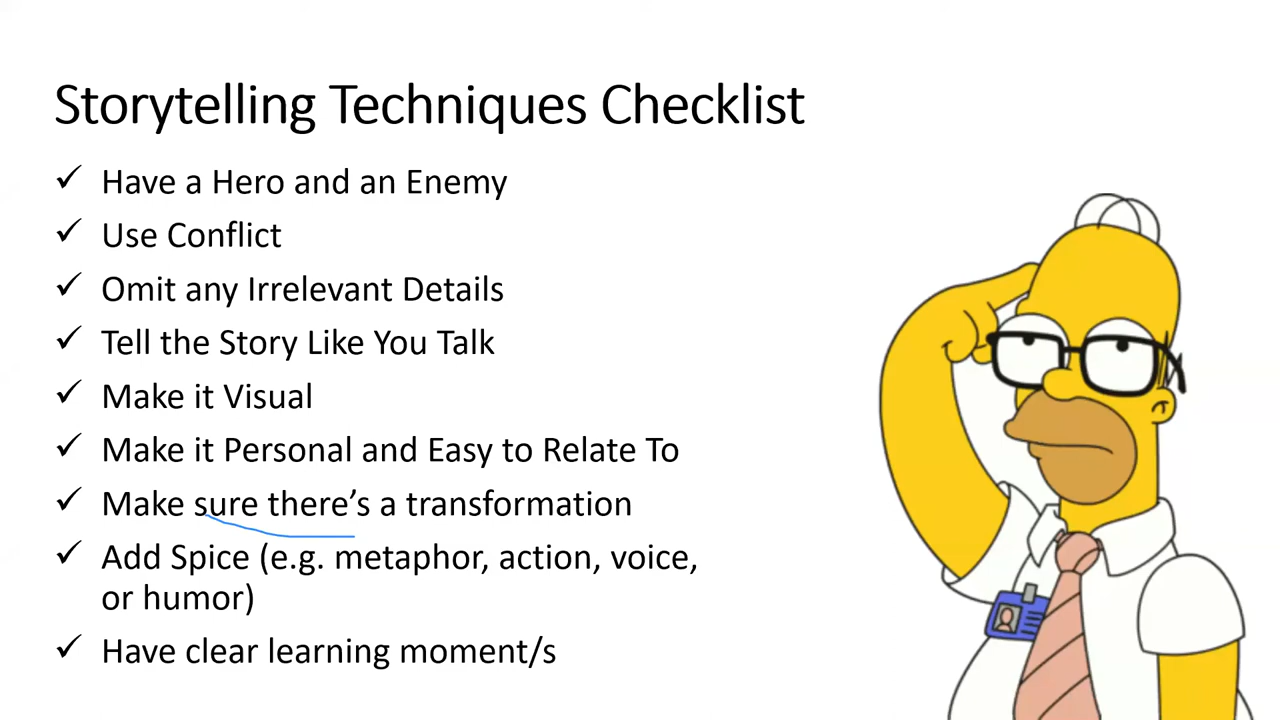 Storytelling Techniques Checklist
✓ Have a Hero and an Enemy
✓ Use Conflict
✓ Omit any Irrelevant Details
✓ Tell the Story Like You Talk
✓ Make it Visual
✓ Make it Personal and Easy to Relate To
✓ Make sure there’s a transformation
✓ Add Spice (e.g. metaphor, action, voice,
or humor)
✓ Have clear learning moment/s